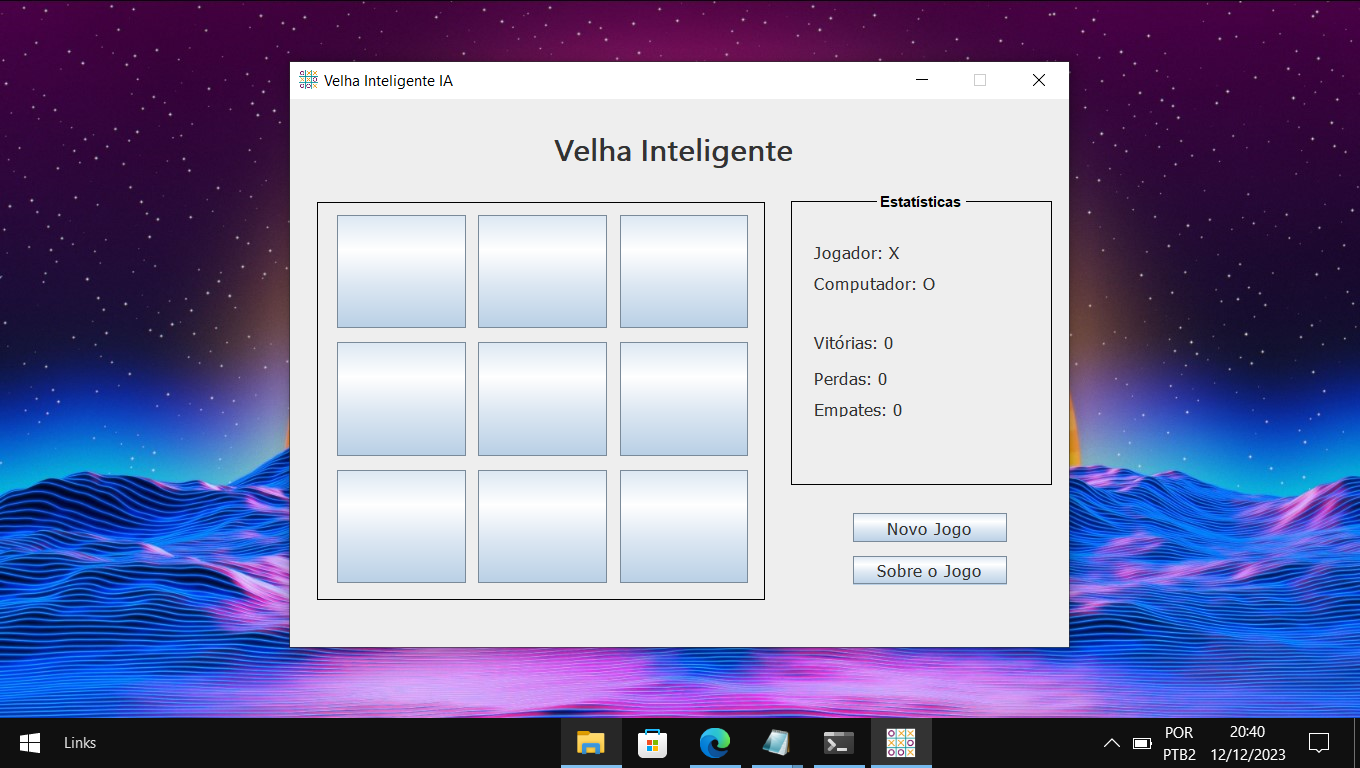 Velha Inteligente IA
Velha Inteligente
Estatísticas
Jogador: X
Computador: O
Vitórias: 0
Perdas: 0
Empates: 0
Novo Jogo
Sobre o Jogo
Links
POR
PTB2
20:40
12/12/2023